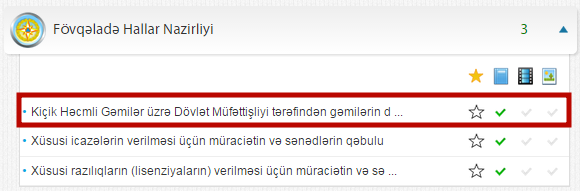 Fövqəladə Hallar Nazirliyi 3
Kiçik Həcmli Gəmilər üzrə Dövlət Müfəttişliyi tərəfindən gəmilərin d ...
Xüsusi icazələrin verilməsi üçün müraciətin və sənədlərin qəbulu
Xüsusi razılıqların (lisenziyaların) verilməsi üçün müraciətin və sə ...